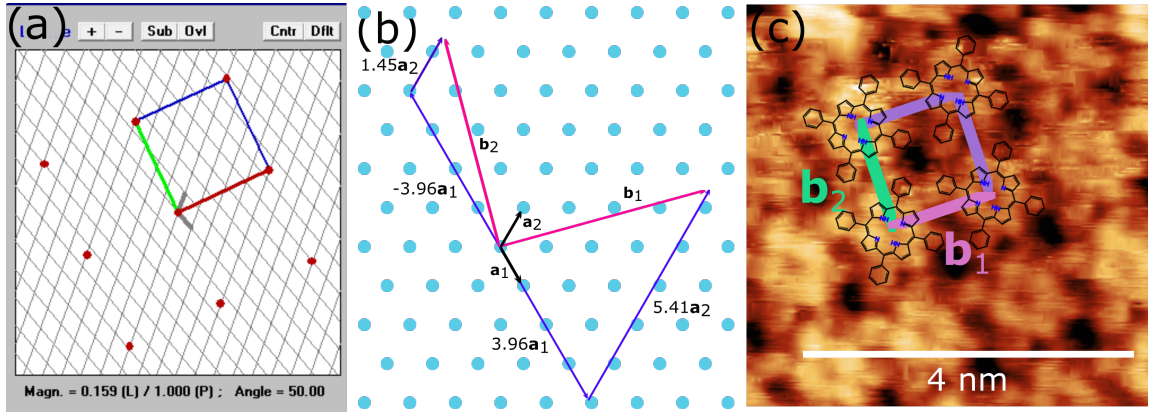 (a)
+ - Sub Ovl Cntr Dflt
Magn. = 0.159 (L) / 1.000 (P) ; Angle = 50.00
(b)
1.45a2
b2
-3.96a1
b1
a2
a1
5.41a2
3.96a1
(c)
b2
b1
4 nm